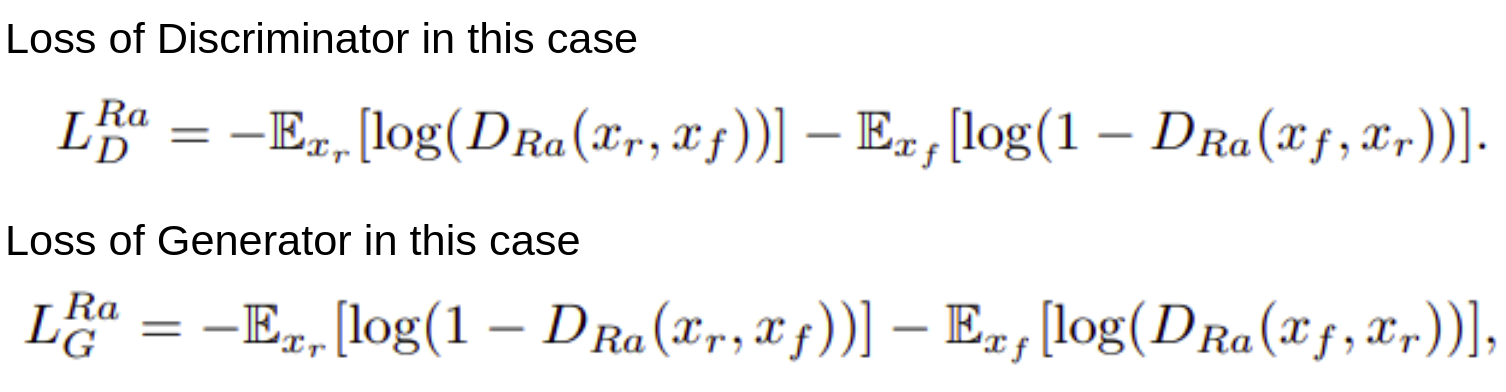 Loss of Discriminator in this case
L_D^{Ra} = −𝔼_{x_r}[log(D_{Ra}(x_r, x_f))] − 𝔼_{x_f}[log(1 − D_{Ra}(x_f, x_r))].
Loss of Generator in this case
L_G^{Ra} = −𝔼_{x_r}[log(1 − D_{Ra}(x_r, x_f))] − 𝔼_{x_f}[log(D_{Ra}(x_f, x_r))],